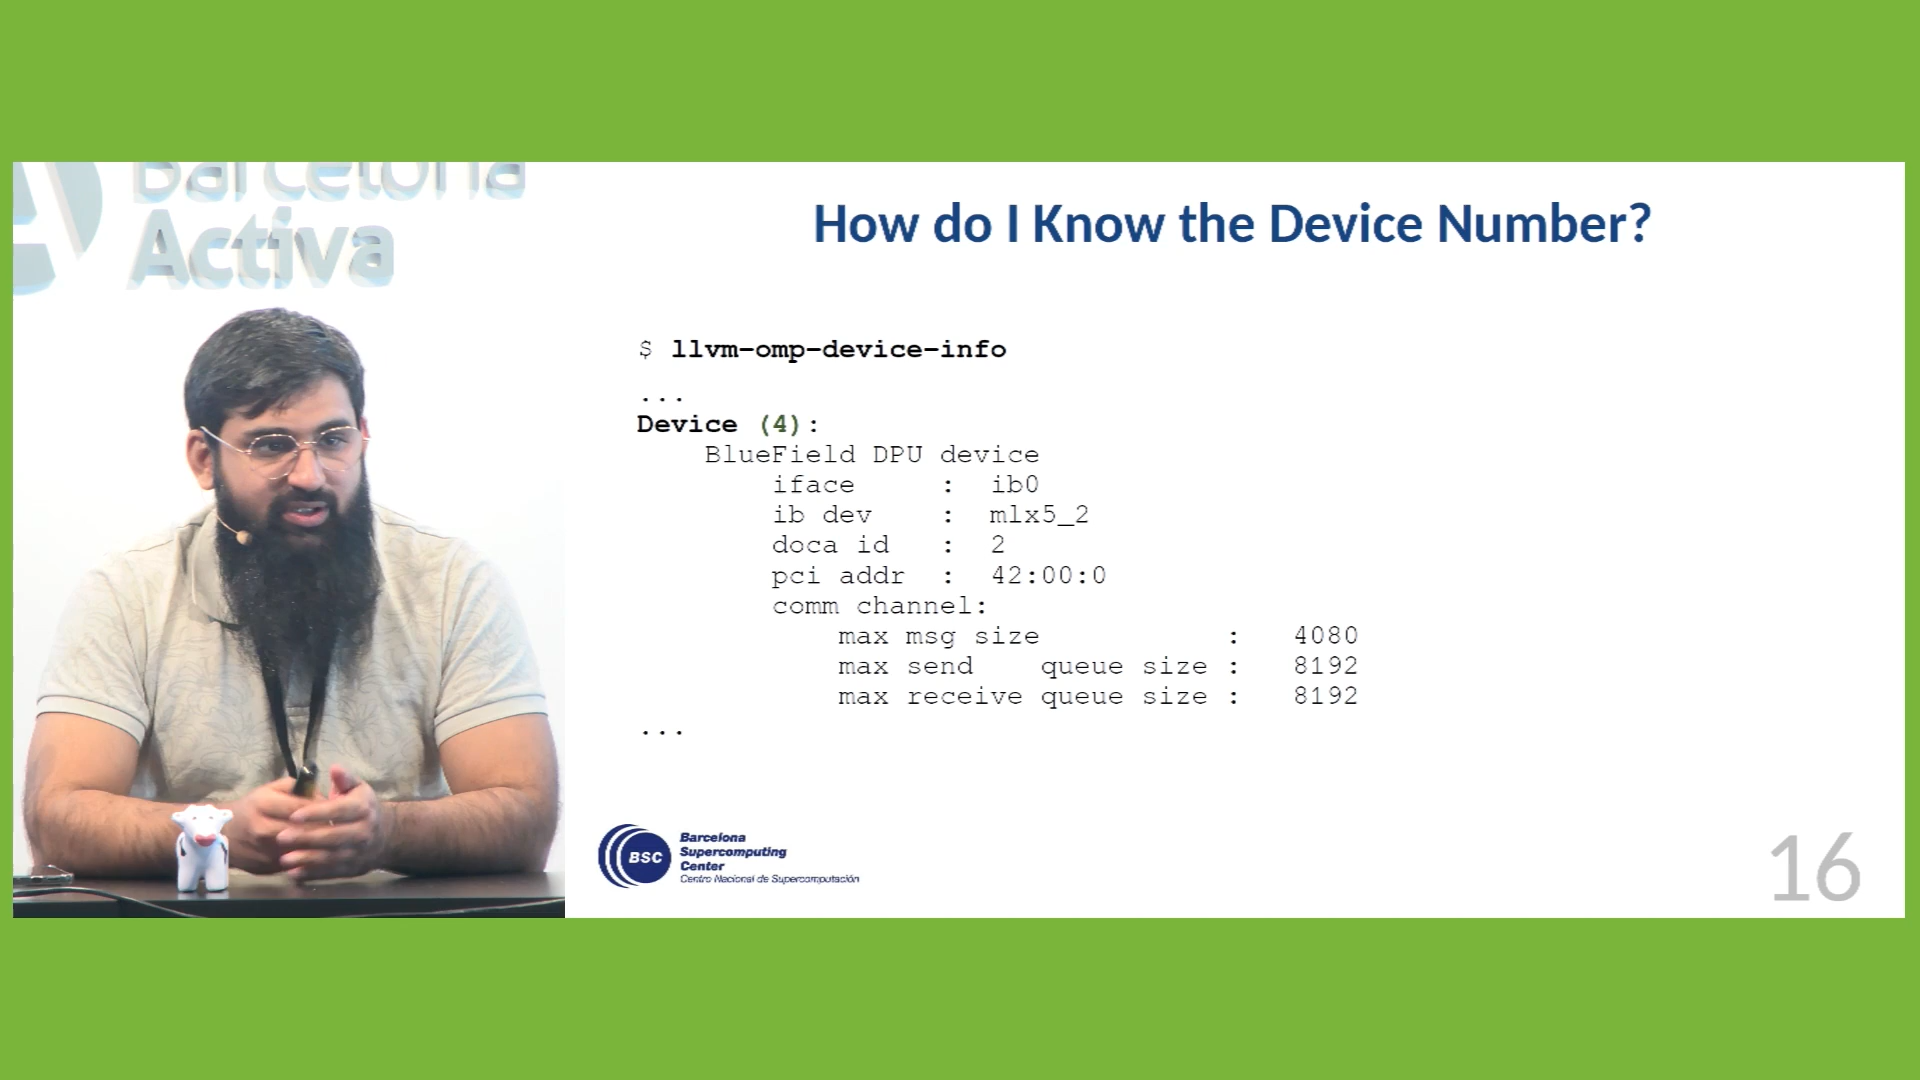 Barcelona
Activa
How do I Know the Device Number?
$ llvm-omp-device-info
...
Device (4):
BlueField DPU device
iface : ib0
ib dev : mlx5_2
doca id : 2
pci addr : 42:00:0
comm channel:
max msg size : 4080
max send queue size : 8192
max receive queue size : 8192
...
BSC
Barcelona
Supercomputing
Center
Centro Nacional de Supercomputación
16